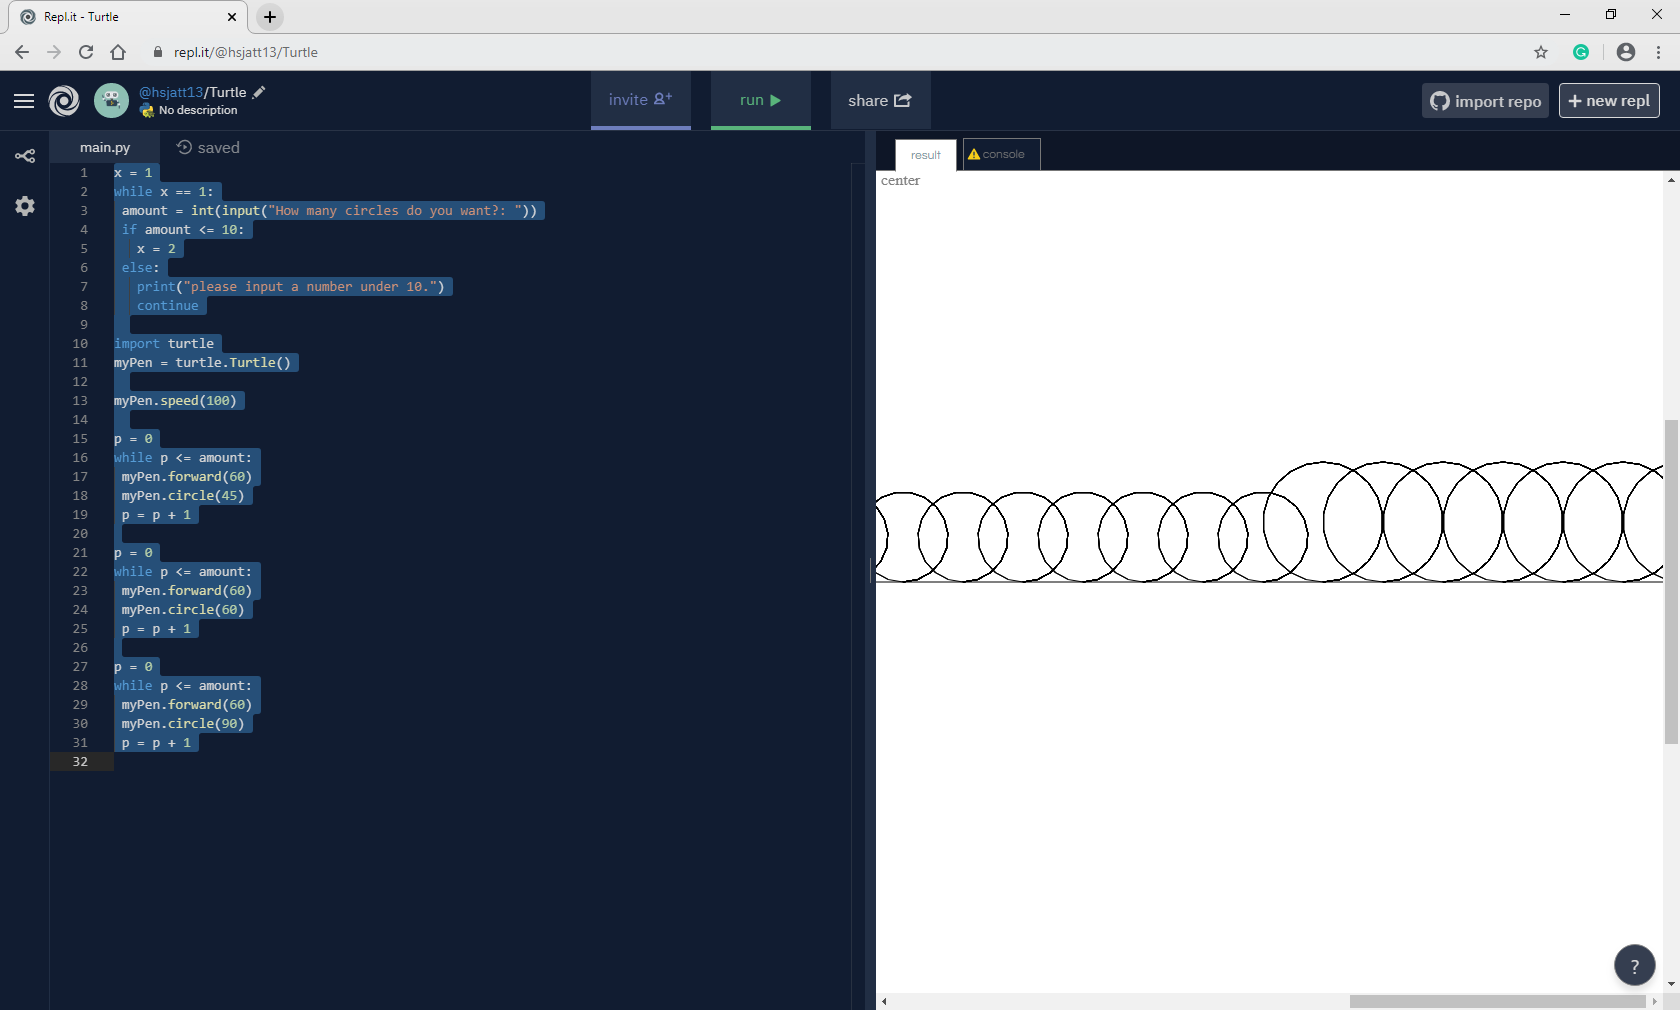 Repl.it - Turtle
repl.it/@hsjatt13/Turtle
@hsjatt13/Turtle
No description
invite
run
share
import repo
+ new repl
main.py
saved
1 x = 1
2 while x == 1:
3 amount = int(input("How many circles do you want?: "))
4 if amount <= 10:
5 x = 2
6 else:
7 print("please input a number under 10.")
8 continue
9
10 import turtle
11 myPen = turtle.Turtle()
12
13 myPen.speed(100)
14
15 p = 0
16 while p <= amount:
17 myPen.forward(60)
18 myPen.circle(45)
19 p = p + 1
20
21 p = 0
22 while p <= amount:
23 myPen.forward(60)
24 myPen.circle(60)
25 p = p + 1
26
27 p = 0
28 while p <= amount:
29 myPen.forward(60)
30 myPen.circle(90)
31 p = p + 1
32
result
console
center
?